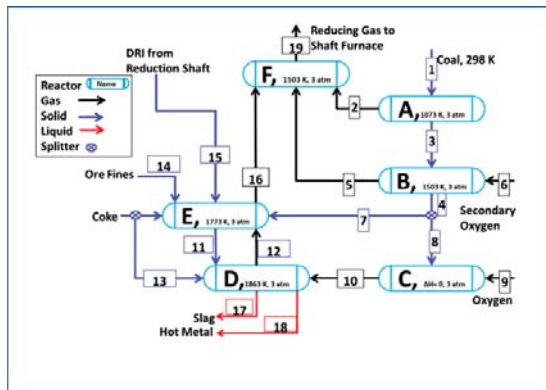 Reducing Gas to
Shaft Furnace
19
DRI from
Reduction Shaft
Coal, 298 K
1
Reactor
Name
Gas
Solid
Liquid
Splitter
F, 1503 K, 3 atm
2
A, 1073 K, 3 atm
3
14
15
16
Ore Fines
5
B, 1503 K, 3 atm
6
4
Secondary
Oxygen
Coke
E, 1773 K, 3 atm
7
8
11
12
13
D, 1863 K, 3 atm
10
C, ΔH= 0, 3 atm
9
Oxygen
17
Slag
18
Hot Metal